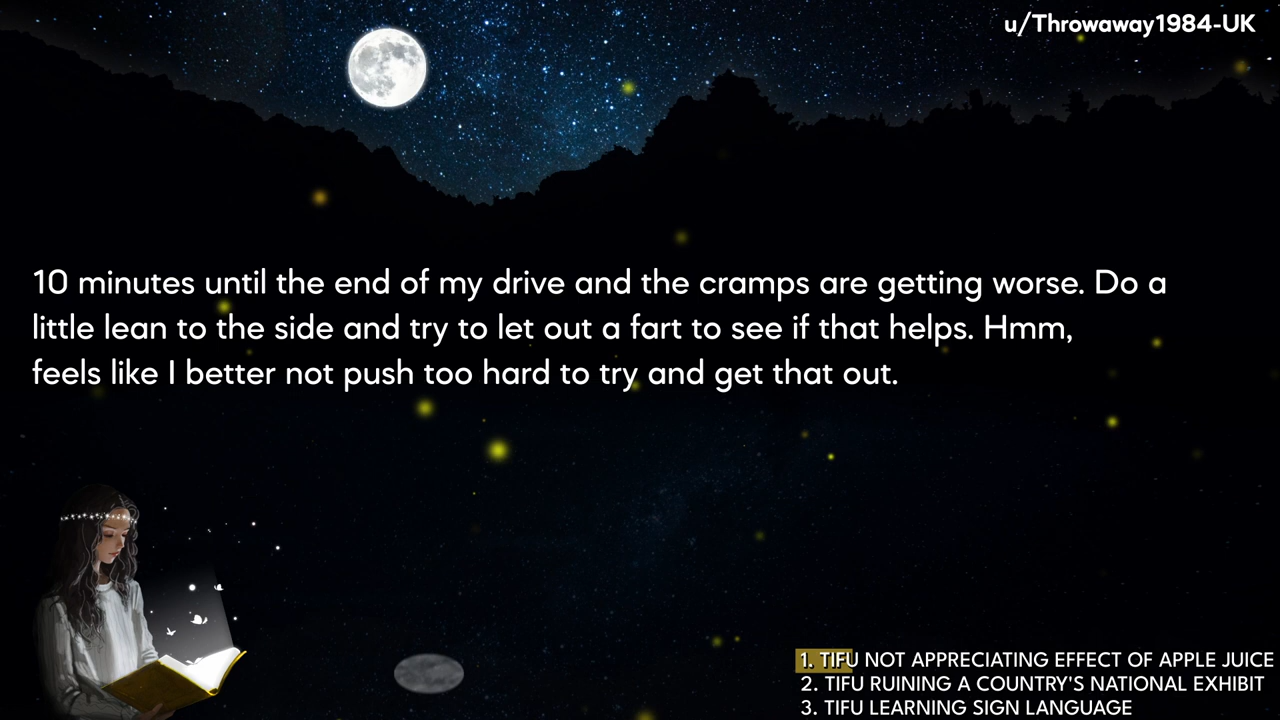 u/Throwaway1984-UK
10 minutes until the end of my drive and the cramps are getting worse. Do a
little lean to the side and try to let out a fart to see if that helps. Hmm,
feels like I better not push too hard to try and get that out.
1. TIFU NOT APPRECIATING EFFECT OF APPLE JUICE
2. TIFU RUINING A COUNTRY'S NATIONAL EXHIBIT
3. TIFU LEARNING SIGN LANGUAGE